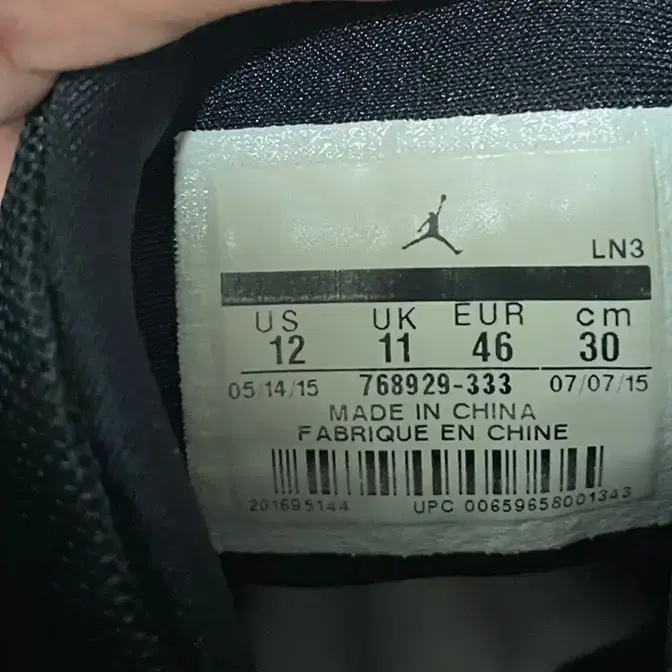 LN3
US UK EUR cm
12 11 46 30
05/14/15 768929-333 07/07/15
MADE IN CHINA
FABRIQUE EN CHINE
201695144 UPC 00659658001343